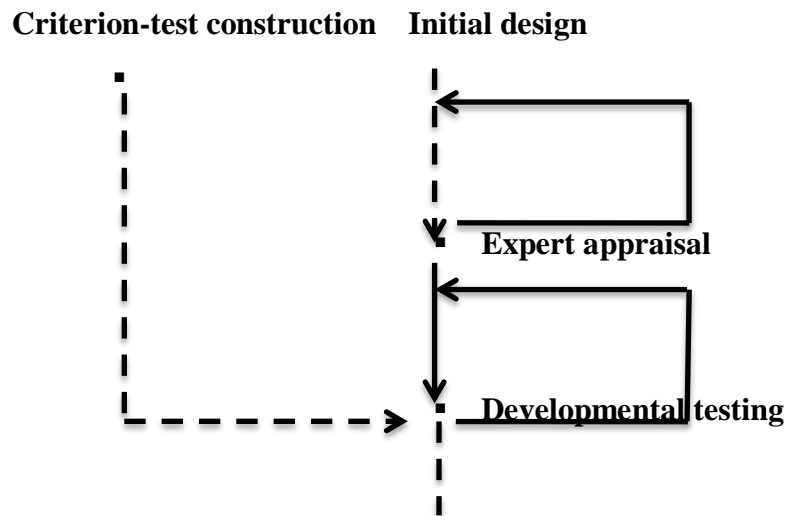 Criterion-test construction Initial design
Expert appraisal
Developmental testing